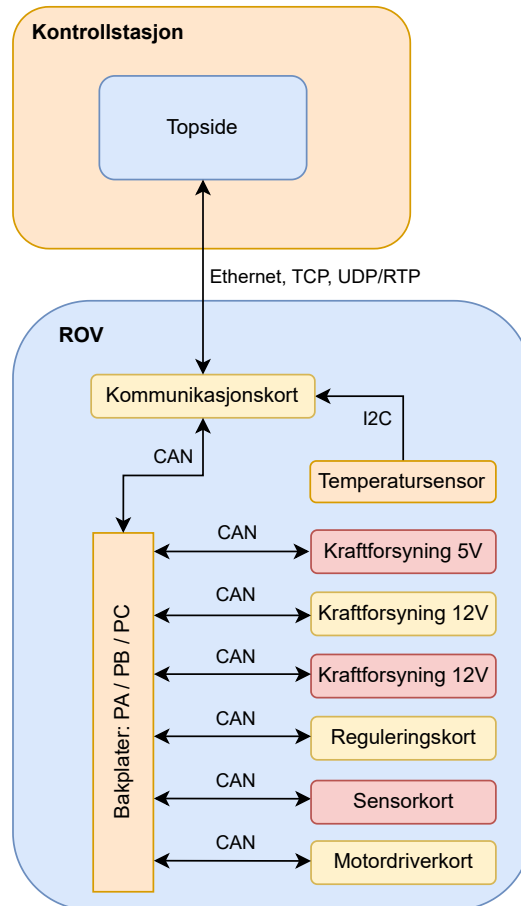 Kontrollstasjon
Topside
Ethernet, TCP, UDP/RTP
ROV
Kommunikasjonskort
I2C
CAN
Temperatursensor
Bakplater: PA / PB / PC
CAN
Kraftforsyning 5V
CAN
Kraftforsyning 12V
CAN
Kraftforsyning 12V
CAN
Reguleringskort
CAN
Sensorkort
CAN
Motordriverkort